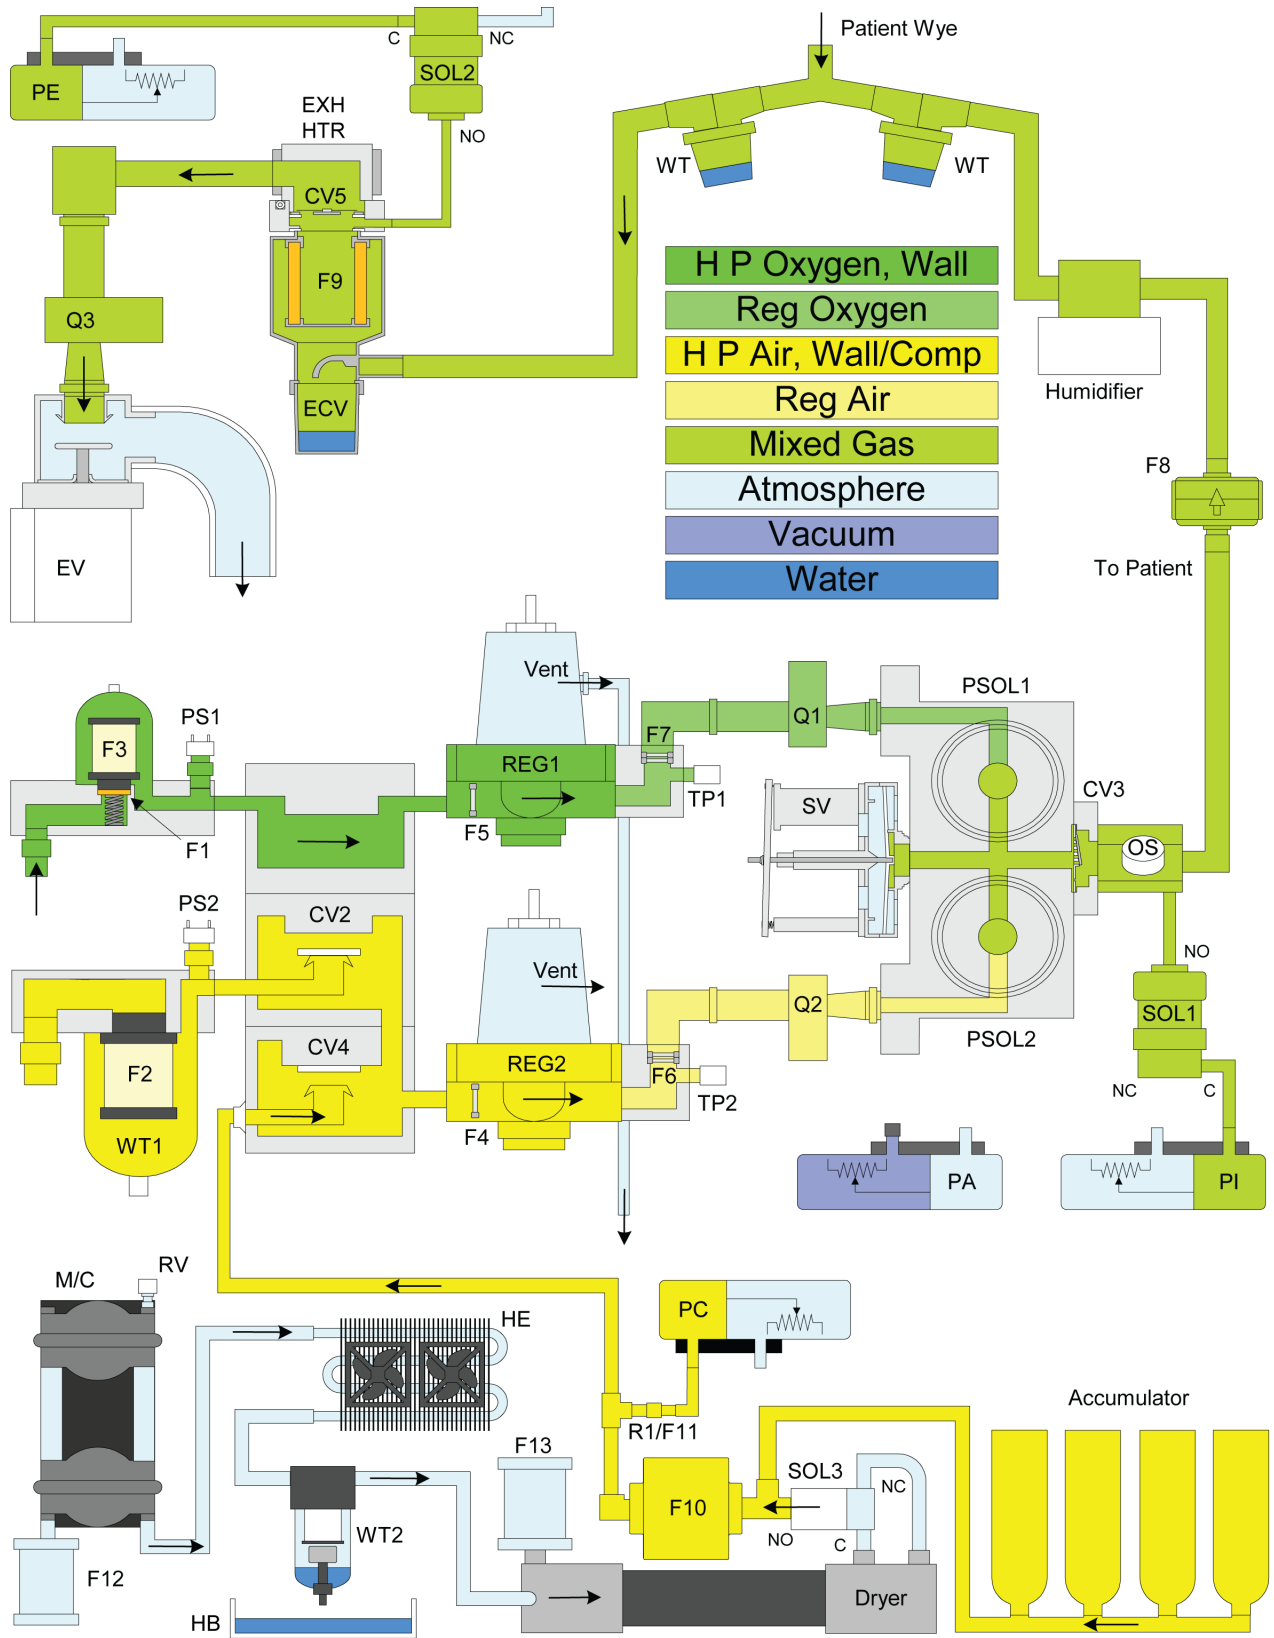 Patient Wye
C
NC
SOL2
PE
NO
EXH
HTR
WT
WT
CV5
F9
Q3
ECV
EV
H P Oxygen, Wall
Reg Oxygen
H P Air, Wall/Comp
Reg Air
Mixed Gas
Atmosphere
Vacuum
Water
Humidifier
F8
To Patient
Vent
PSOL1
PS1
F3
F7
Q1
REG1
TP1
CV3
SV
F5
F1
OS
PS2
CV2
NO
Vent
Q2
SOL1
PSOL2
CV4
REG2
F6
F2
TP2
NC
C
F4
WT1
PA
PI
RV
M/C
HE
PC
Accumulator
R1/F11
F13
SOL3
NC
F10
WT2
NO
C
F12
Dryer
HB